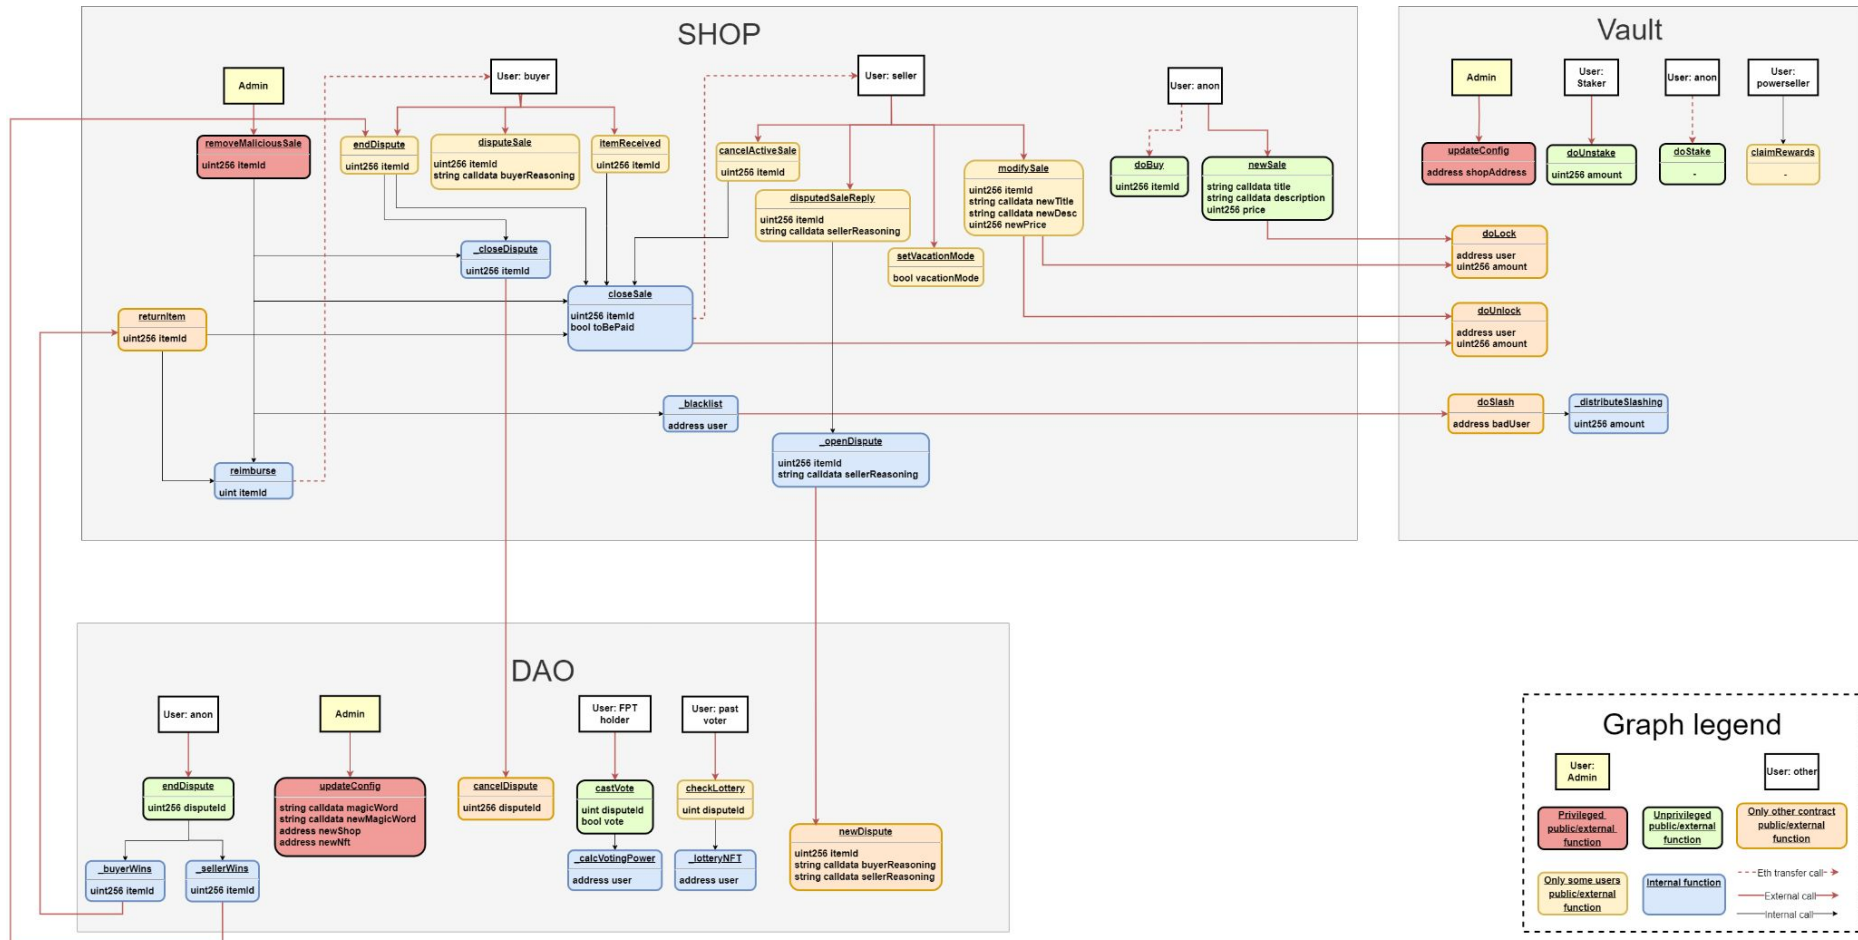 SHOP
Admin
User: buyer
User: seller
User: anon
removeMaliciousSale
uint256 itemId
endDispute
uint256 itemId
disputeSale
uint256 itemId
string calldata buyerReasoning
itemReceived
uint256 itemId
cancelActiveSale
uint256 itemId
disputedSaleReply
uint256 itemId
string calldata sellerReasoning
setVacationMode
bool vacationMode
modifySale
uint256 itemId
string calldata newTitle
string calldata newDesc
uint256 newPrice
doBuy
uint256 itemId
newSale
string calldata title
string calldata description
uint256 price
_closeDispute
uint256 itemId
closeSale
uint256 itemId
bool toBePaid
returnItem
uint256 itemId
_blacklist
address user
_openDispute
uint256 itemId
string calldata sellerReasoning
reimburse
uint itemId
Vault
Admin
User:
Staker
User: anon
User:
powerseller
updateConfig
address shopAddress
doUnstake
uint256 amount
doStake
-
claimRewards
-
doLock
address user
uint256 amount
doUnlock
address user
uint256 amount
doSlash
address badUser
_distributeSlashing
uint256 amount
DAO
User: anon
Admin
User: FPT
holder
User: past
voter
endDispute
uint256 disputeId
updateConfig
string calldata magicWord
string calldata newMagicWord
address newShop
address newNft
cancelDispute
uint256 disputeId
castVote
uint disputeId
bool vote
checkLottery
uint disputeId
newDispute
uint256 itemId
string calldata buyerReasoning
string calldata sellerReasoning
_buyerWins
uint256 itemId
_sellerWins
uint256 itemId
_calcVotingPower
address user
_lotteryNFT
address user
Graph legend
User:
Admin
User: other
Privileged
public/external
function
Unprivileged
public/external
function
Only other contract
public/external
function
Only some users
public/external
function
Internal function
Eth transfer call
External call
Internal call